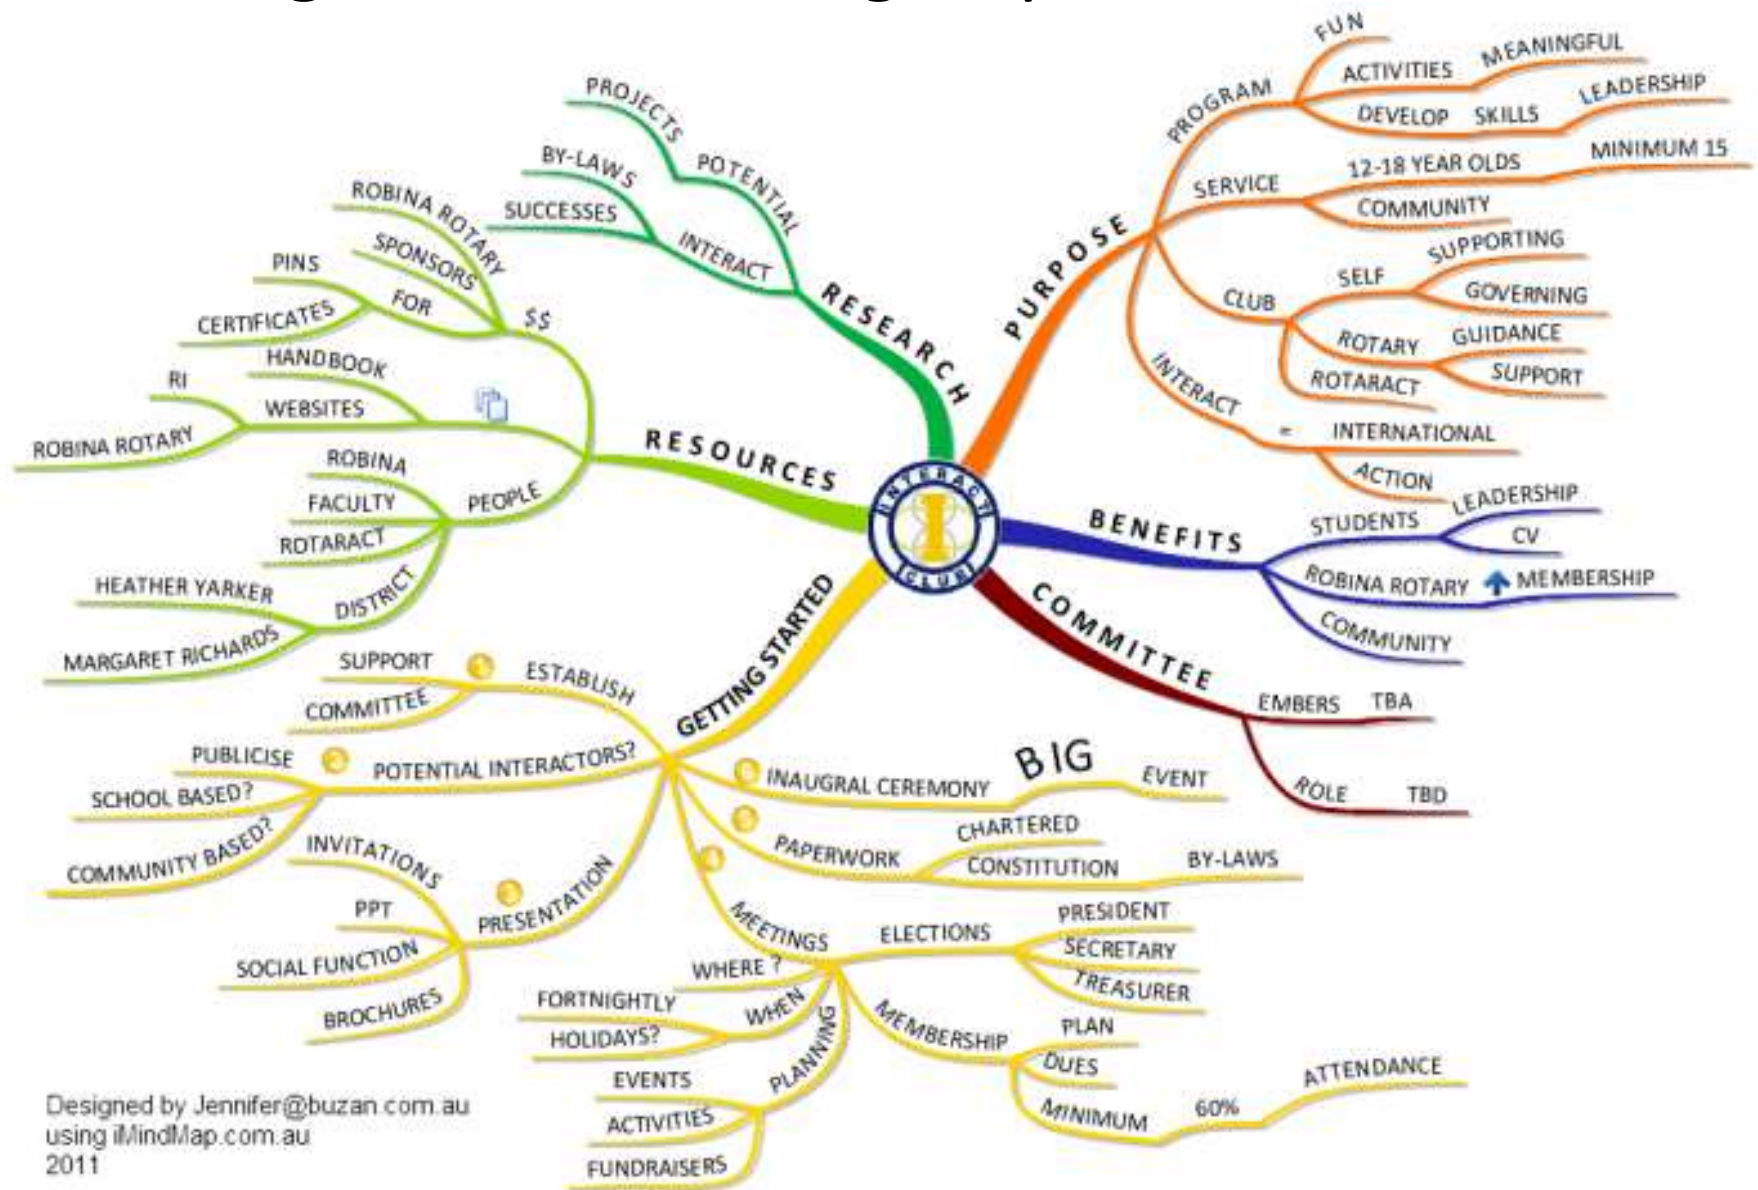 FUN
PROGRAM
ACTIVITIES
MEANINGFUL
DEVELOP SKILLS
LEADERSHIP
PURPOSE
SERVICE
12-18 YEAR OLDS
MINIMUM 15
COMMUNITY
CLUB
SELF
SUPPORTING
GOVERNING
ROTARY
GUIDANCE
SUPPORT
ROTARACT
INTERACT
=
INTERNATIONAL
ACTION
BENEFITS
STUDENTS
LEADERSHIP
CV
ROBINA ROTARY
MEMBERSHIP
COMMUNITY
COMMITTEE
EMBERS TBA
ROLE TBD
RESEARCH
POTENTIAL
PROJECTS
INTERACT
BY-LAWS
SUCCESSES
RESOURCES
$$
ROBINA ROTARY
SPONSORS
FOR
PINS
CERTIFICATES
HANDBOOK
WEBSITES
RI
ROBINA ROTARY
PEOPLE
ROBINA
FACULTY
ROTARACT
DISTRICT
HEATHER YARKER
MARGARET RICHARDS
INTERACT
I
CLUB
GETTING STARTED
ESTABLISH
SUPPORT
COMMITTEE
POTENTIAL INTERACTORS?
PUBLICISE
SCHOOL BASED?
COMMUNITY BASED?
PRESENTATION
INVITATIONS
PPT
SOCIAL FUNCTION
BROCHURES
INAUGRAL CEREMONY
BIG
EVENT
PAPERWORK
CHARTERED
CONSTITUTION
BY-LAWS
MEETINGS
ELECTIONS
PRESIDENT
SECRETARY
TREASURER
WHERE ?
WHEN
FORTNIGHTLY
HOLIDAYS?
PLANNING
EVENTS
ACTIVITIES
FUNDRAISERS
MEMBERSHIP
PLAN
DUES
MINIMUM
60%
ATTENDANCE
Designed by Jennifer@buzan.com.au
using iMindMap.com.au
2011